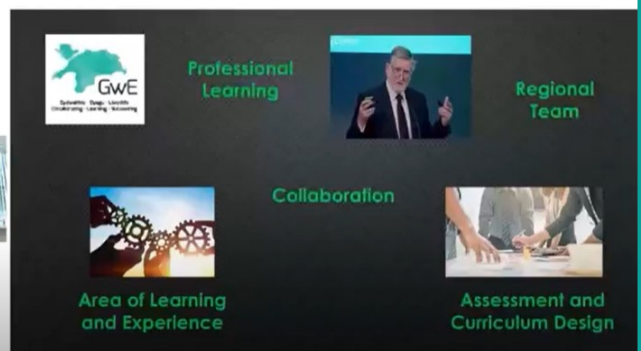 GwE
Professional
Learning
Regional
Team
Collaboration
Area of Learning
and Experience
Assessment and
Curriculum Design